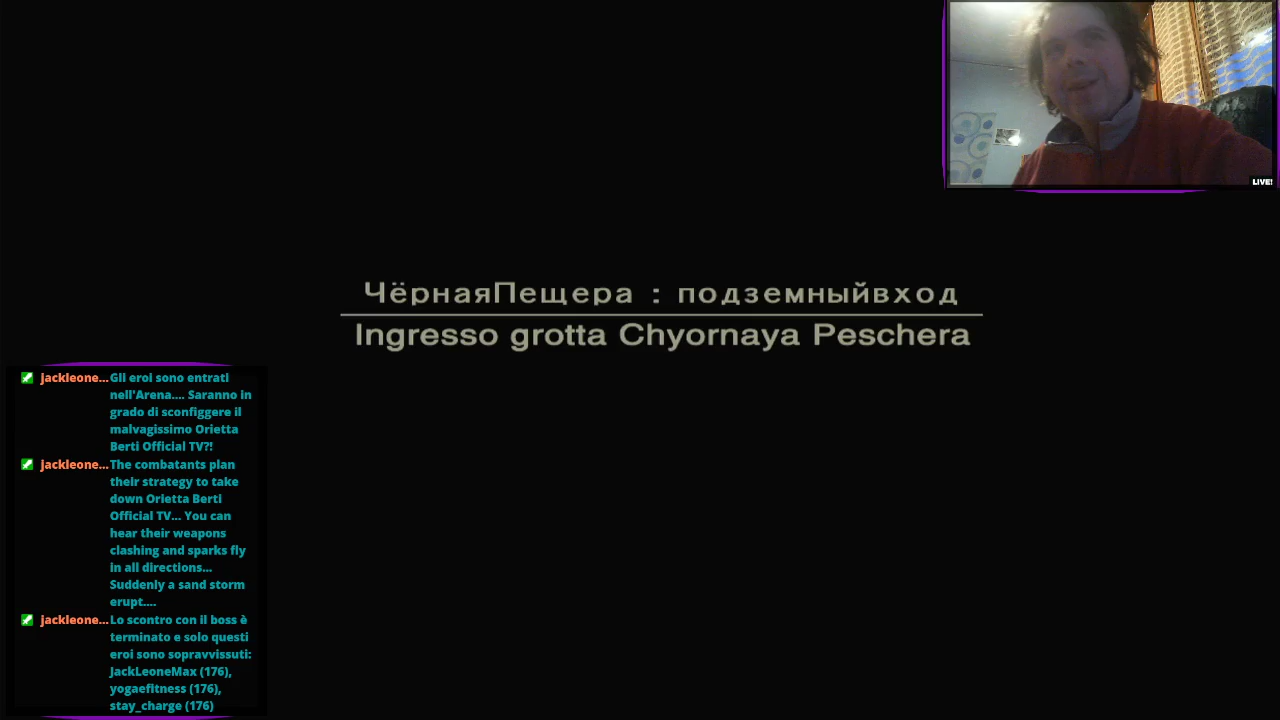 LIVE!
ЧёрнаяПещера : подземныйвход
Ingresso grotta Chyornaya Peschera
jackleone... Gli eroi sono entrati
nell'Arena.... Saranno in
grado di sconfiggere il
malvagissimo Orietta
Berti Official TV?!
jackleone... The combatants plan
their strategy to take
down Orietta Berti
Official TV... You can
hear their weapons
clashing and sparks fly
in all directions...
Suddenly a sand storm
erupt....
jackleone... Lo scontro con il boss è
terminato e solo questi
eroi sono sopravvissuti:
JackLeoneMax (176),
yogaefitness (176),
stay_charge (176)